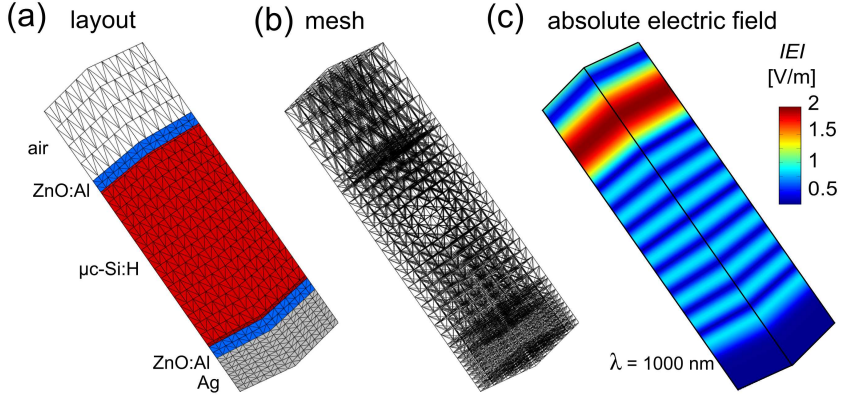 (a) layout
(b) mesh
(c) absolute electric field
air
ZnO:Al
µc-Si:H
ZnO:Al
Ag
IEI
[V/m]
2
1.5
1
0.5
λ = 1000 nm